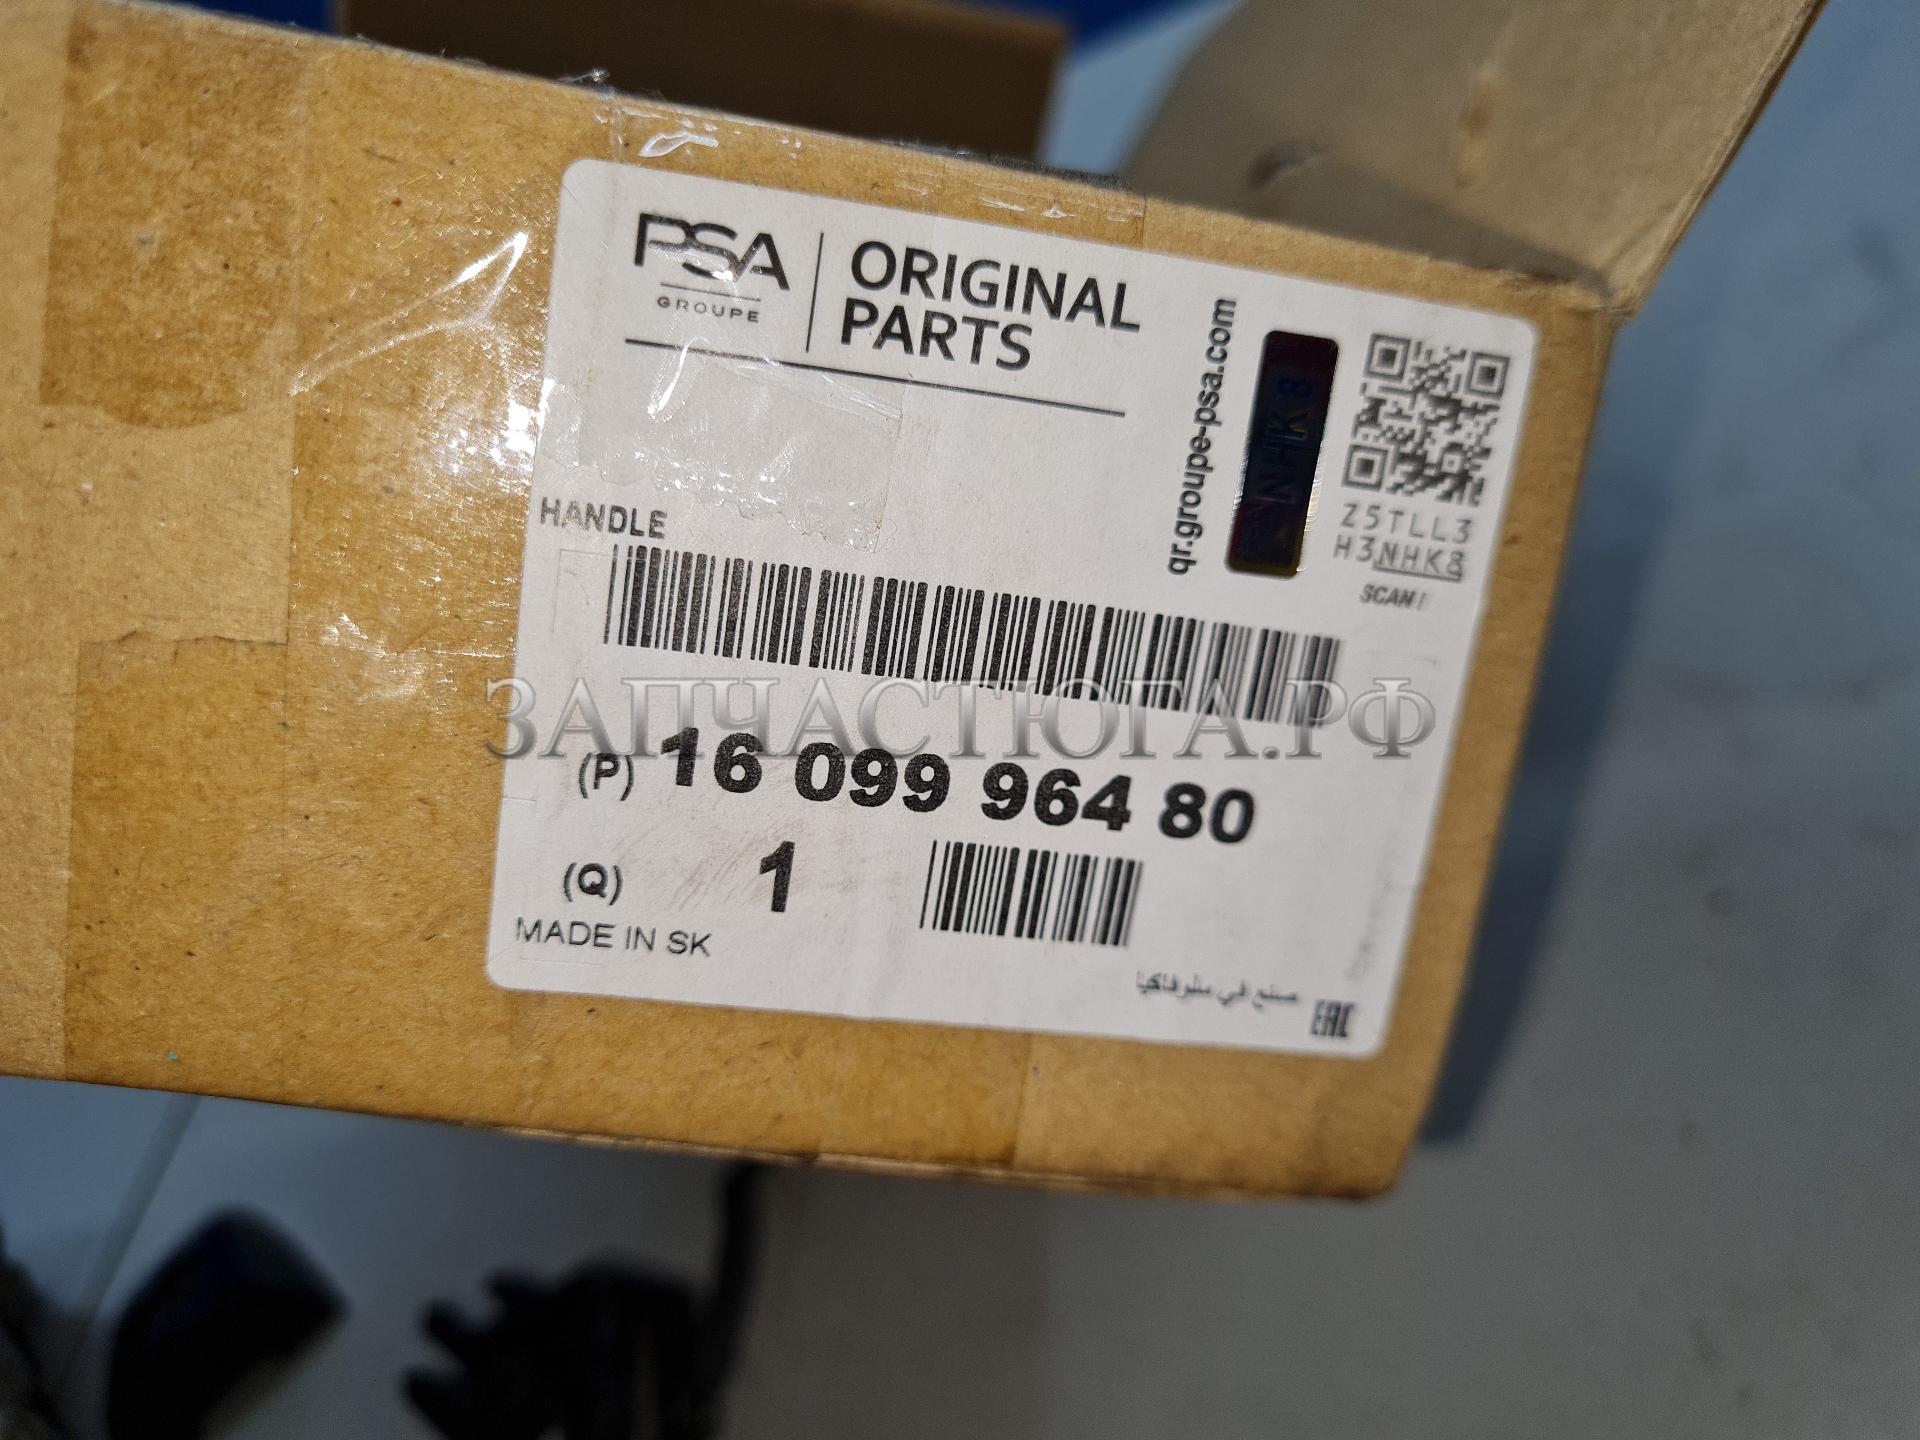 PSA
GROUPE
ORIGINAL
PARTS
qr.groupe-psa.com
NHK8
Z5TLL3
H3NHK8
SCAN
HANDLE
ЗАПЧАСТЮГА.РФ
(P) 16 099 964 80
(Q) 1
MADE IN SK
صنع في سلوفاكيا
EAC